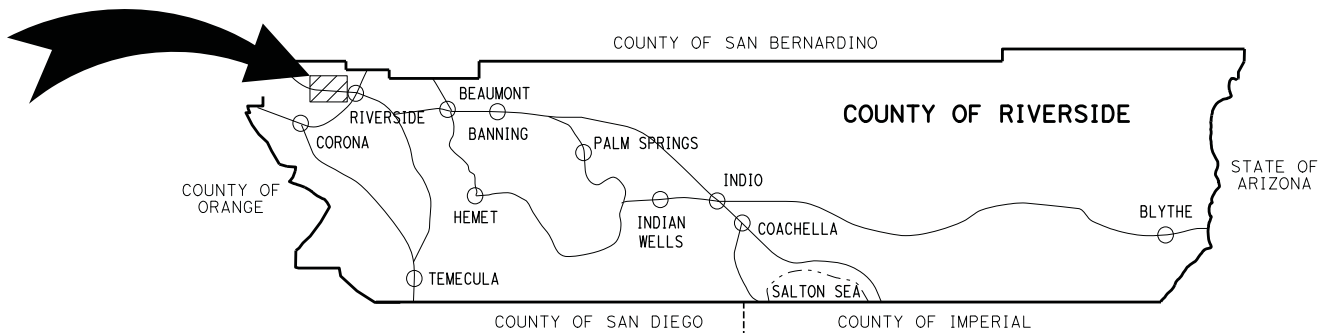 COUNTY OF SAN BERNARDINO
BEAUMONT
COUNTY OF RIVERSIDE
RIVERSIDE
BANNING
CORONA
PALM SPRINGS
STATE OF
ARIZONA
COUNTY OF
ORANGE
INDIO
HEMET
INDIAN
WELLS
COACHELLA
BLYTHE
TEMECULA
SALTON SEA
COUNTY OF SAN DIEGO
COUNTY OF IMPERIAL